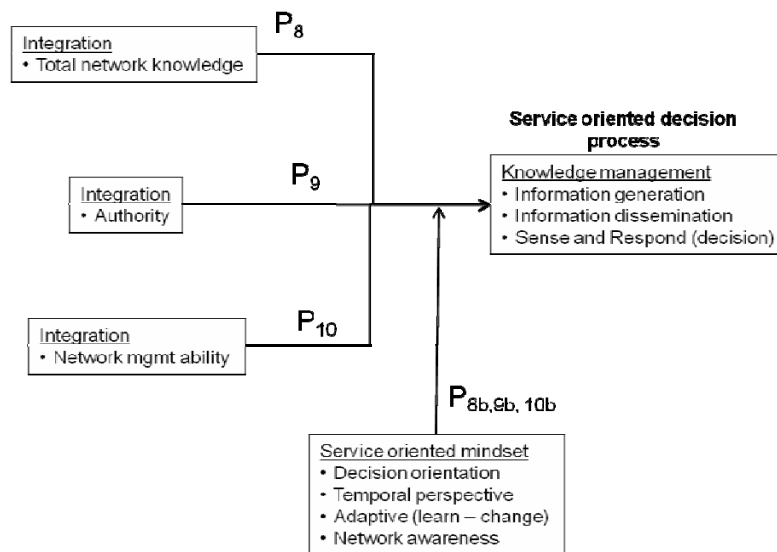 P8
Integration
• Total network knowledge
Service oriented decision
process
Knowledge management
• Information generation
• Information dissemination
• Sense and Respond (decision)
P9
Integration
• Authority
P10
Integration
• Network mgmt ability
P8b,9b, 10b
Service oriented mindset
• Decision orientation
• Temporal perspective
• Adaptive (learn – change)
• Network awareness